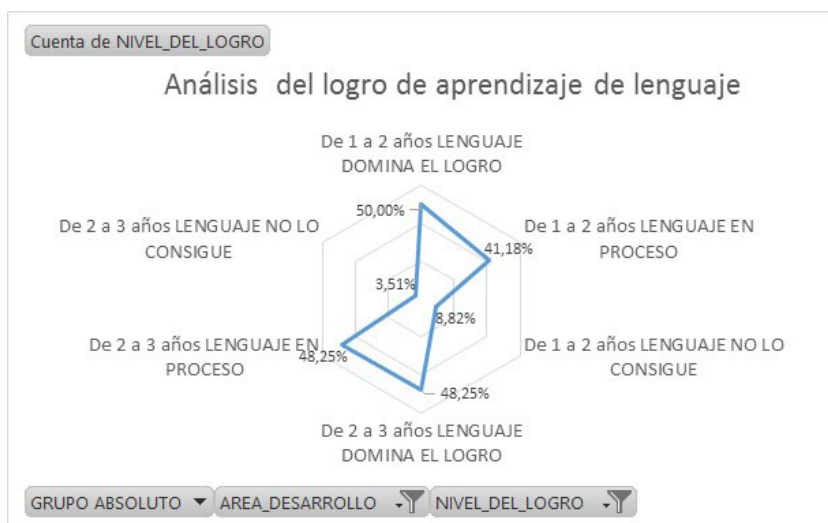 Cuenta de NIVEL_DEL_LOGRO
Análisis del logro de aprendizaje de lenguaje
De 1 a 2 años LENGUAJE
DOMINA EL LOGRO
50,00%
De 2 a 3 años LENGUAJE NO LO
CONSIGUE
De 1 a 2 años LENGUAJE EN
PROCESO
41,18%
3,51%
8,82%
De 2 a 3 años LENGUAJE EN
PROCESO
48,25%
De 1 a 2 años LENGUAJE NO LO
CONSIGUE
48,25%
De 2 a 3 años LENGUAJE
DOMINA EL LOGRO
GRUPO ABSOLUTO AREA_DESARROLLO NIVEL_DEL_LOGRO